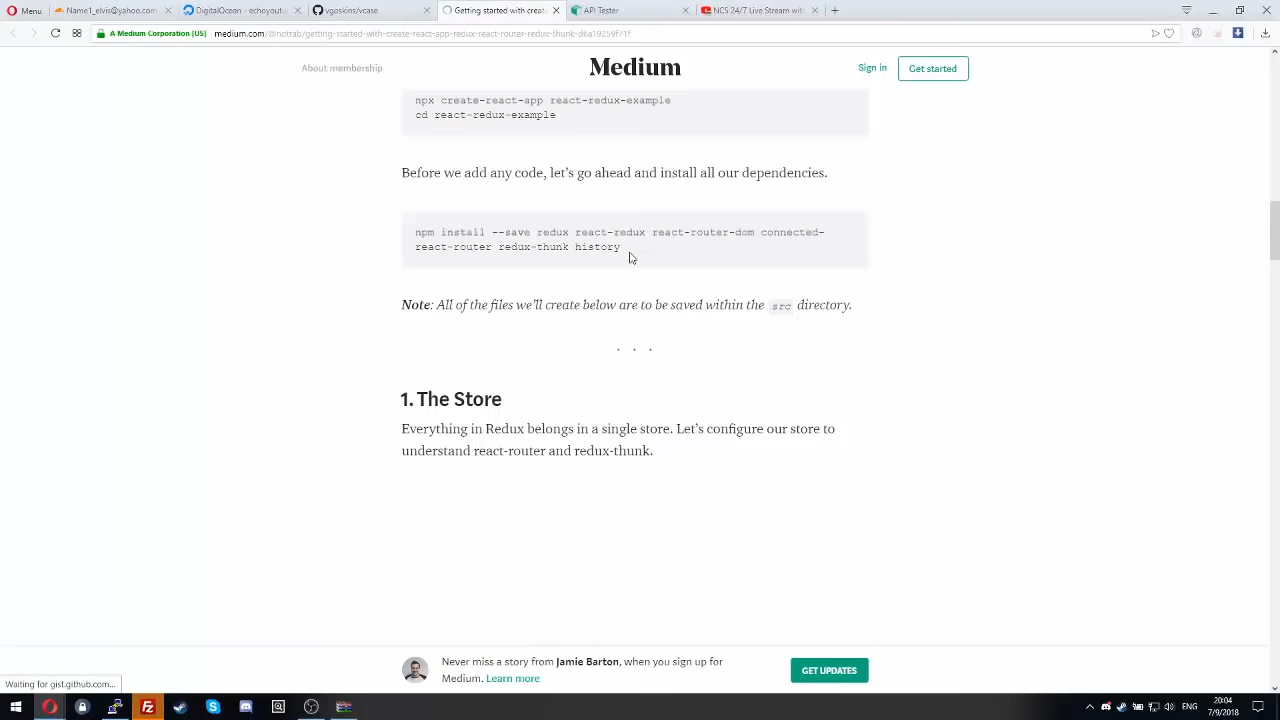 Menu
Name1_elvis@yahoo.com
DigitalOcean - echoyout
vgoskins/vase
Getting started with creat
API Tester
NCS 24/7 Live Stream with
A Medium Corporation [US]
medium.com/@notrab/getting-started-with-create-react-app-redux-react-router-redux-thunk-d6a19259f71f
About membership
Medium
Sign in
Get started
npx create-react-app react-redux-example
cd react-redux-example
Before we add any code, let’s go ahead and install all our dependencies.
npm install --save redux react-redux react-router-dom connected-
react-router redux-thunk history
Note: All of the files we’ll create below are to be saved within the src directory.
. . .
1. The Store
Everything in Redux belongs in a single store. Let’s configure our store to
understand react-router and redux-thunk.
Never miss a story from Jamie Barton, when you sign up for
Medium. Learn more
GET UPDATES
Waiting for gist.github.com...
ENG
20:04
7/9/2018